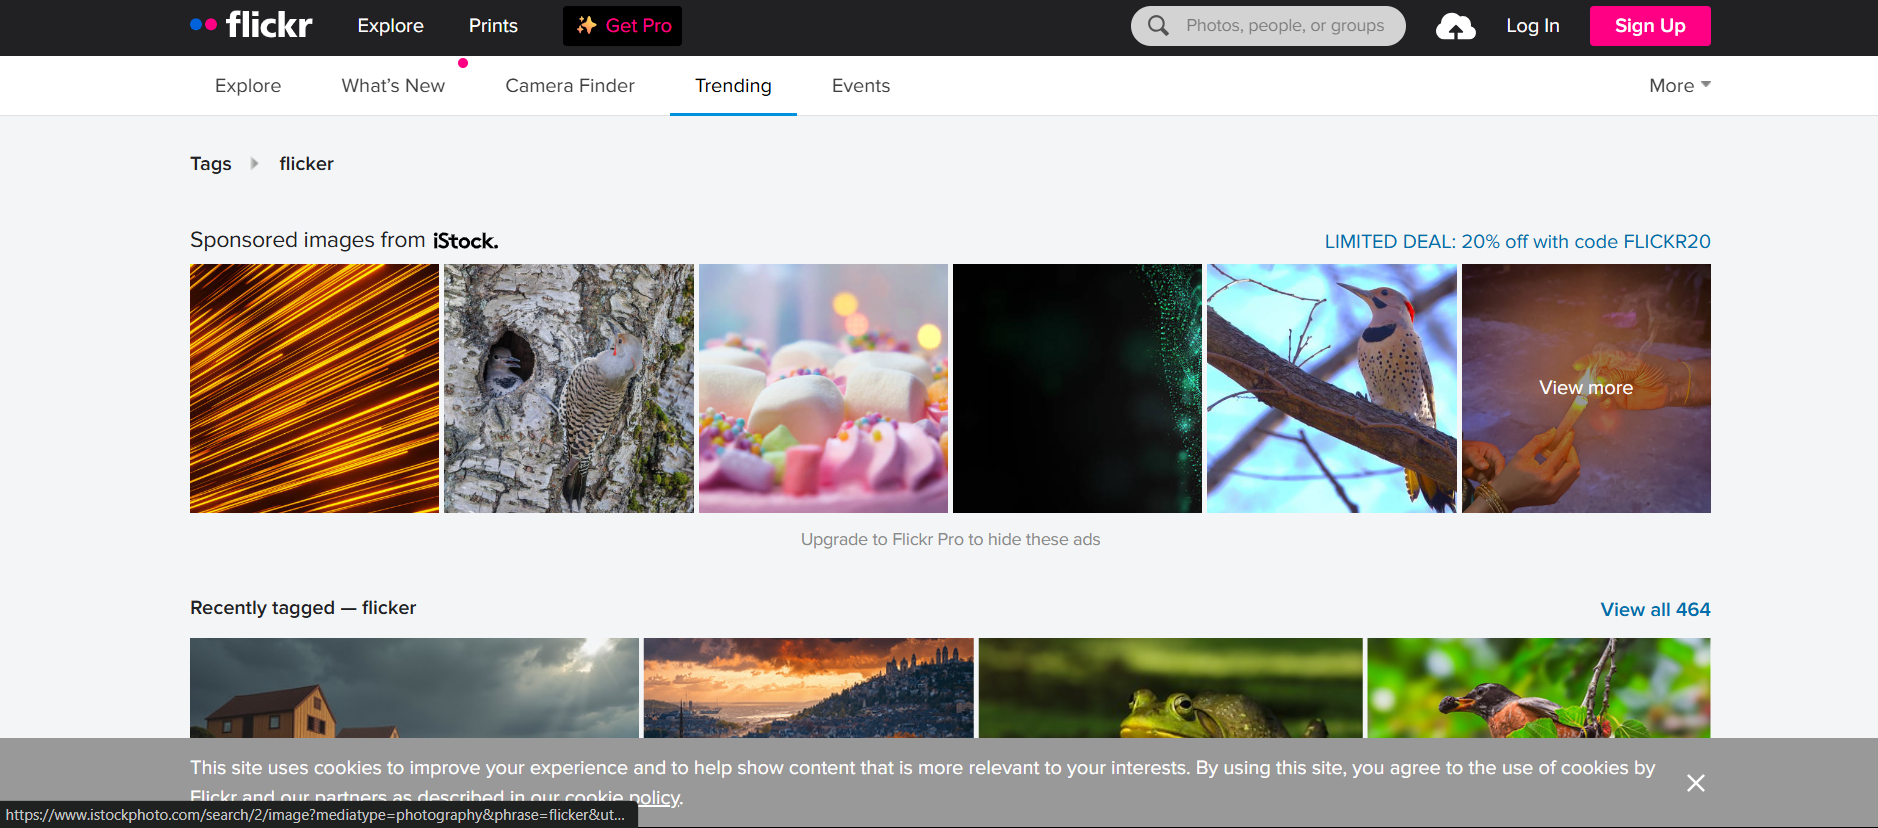 flickr
Explore
Prints
Get Pro
Photos, people, or groups
Log In
Sign Up
Explore
What’s New
Camera Finder
Trending
Events
More
Tags
flicker
Sponsored images from iStock.
LIMITED DEAL: 20% off with code FLICKR20
View more
Upgrade to Flickr Pro to hide these ads
Recently tagged — flicker
View all 464
This site uses cookies to improve your experience and to help show content that is more relevant to your interests. By using this site, you agree to the use of cookies by
Flickr and our partners as described in our cookie policy.
https://www.istockphoto.com/search/2/image?mediatype=photography&phrase=flicker&ut...